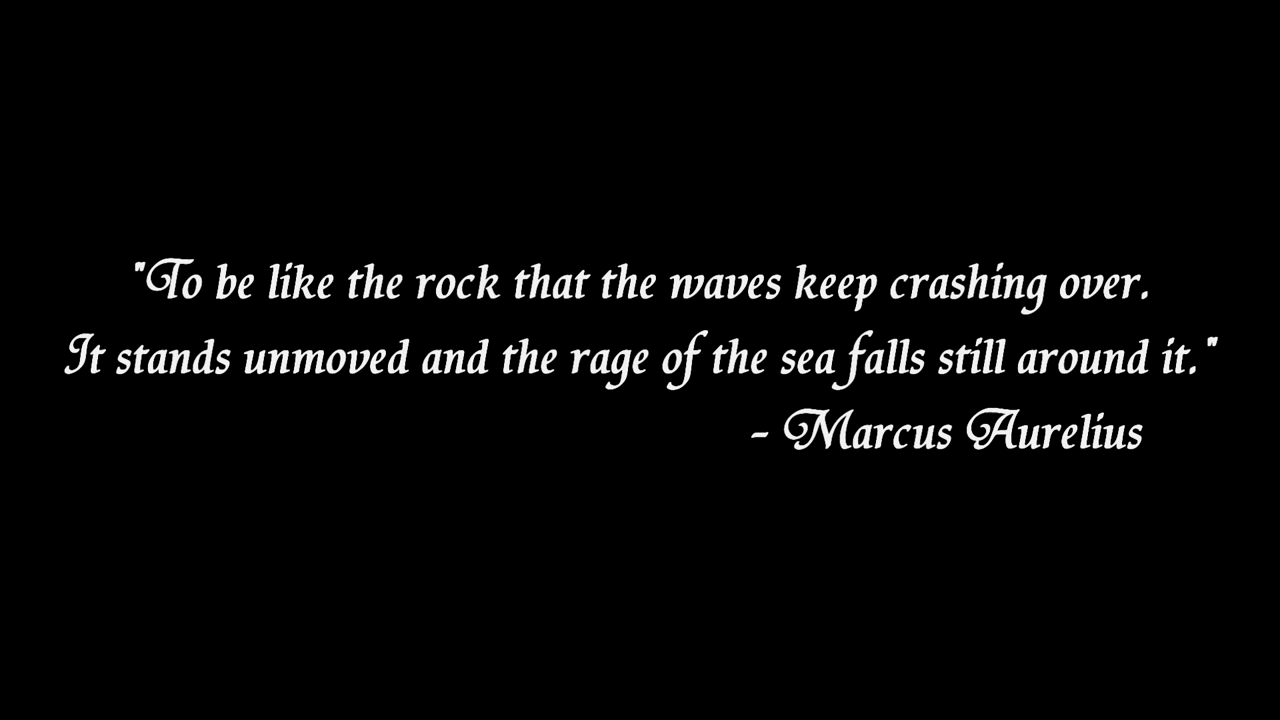 "To be like the rock that the waves keep crashing over.
It stands unmoved and the rage of the sea falls still around it."
- Marcus Aurelius